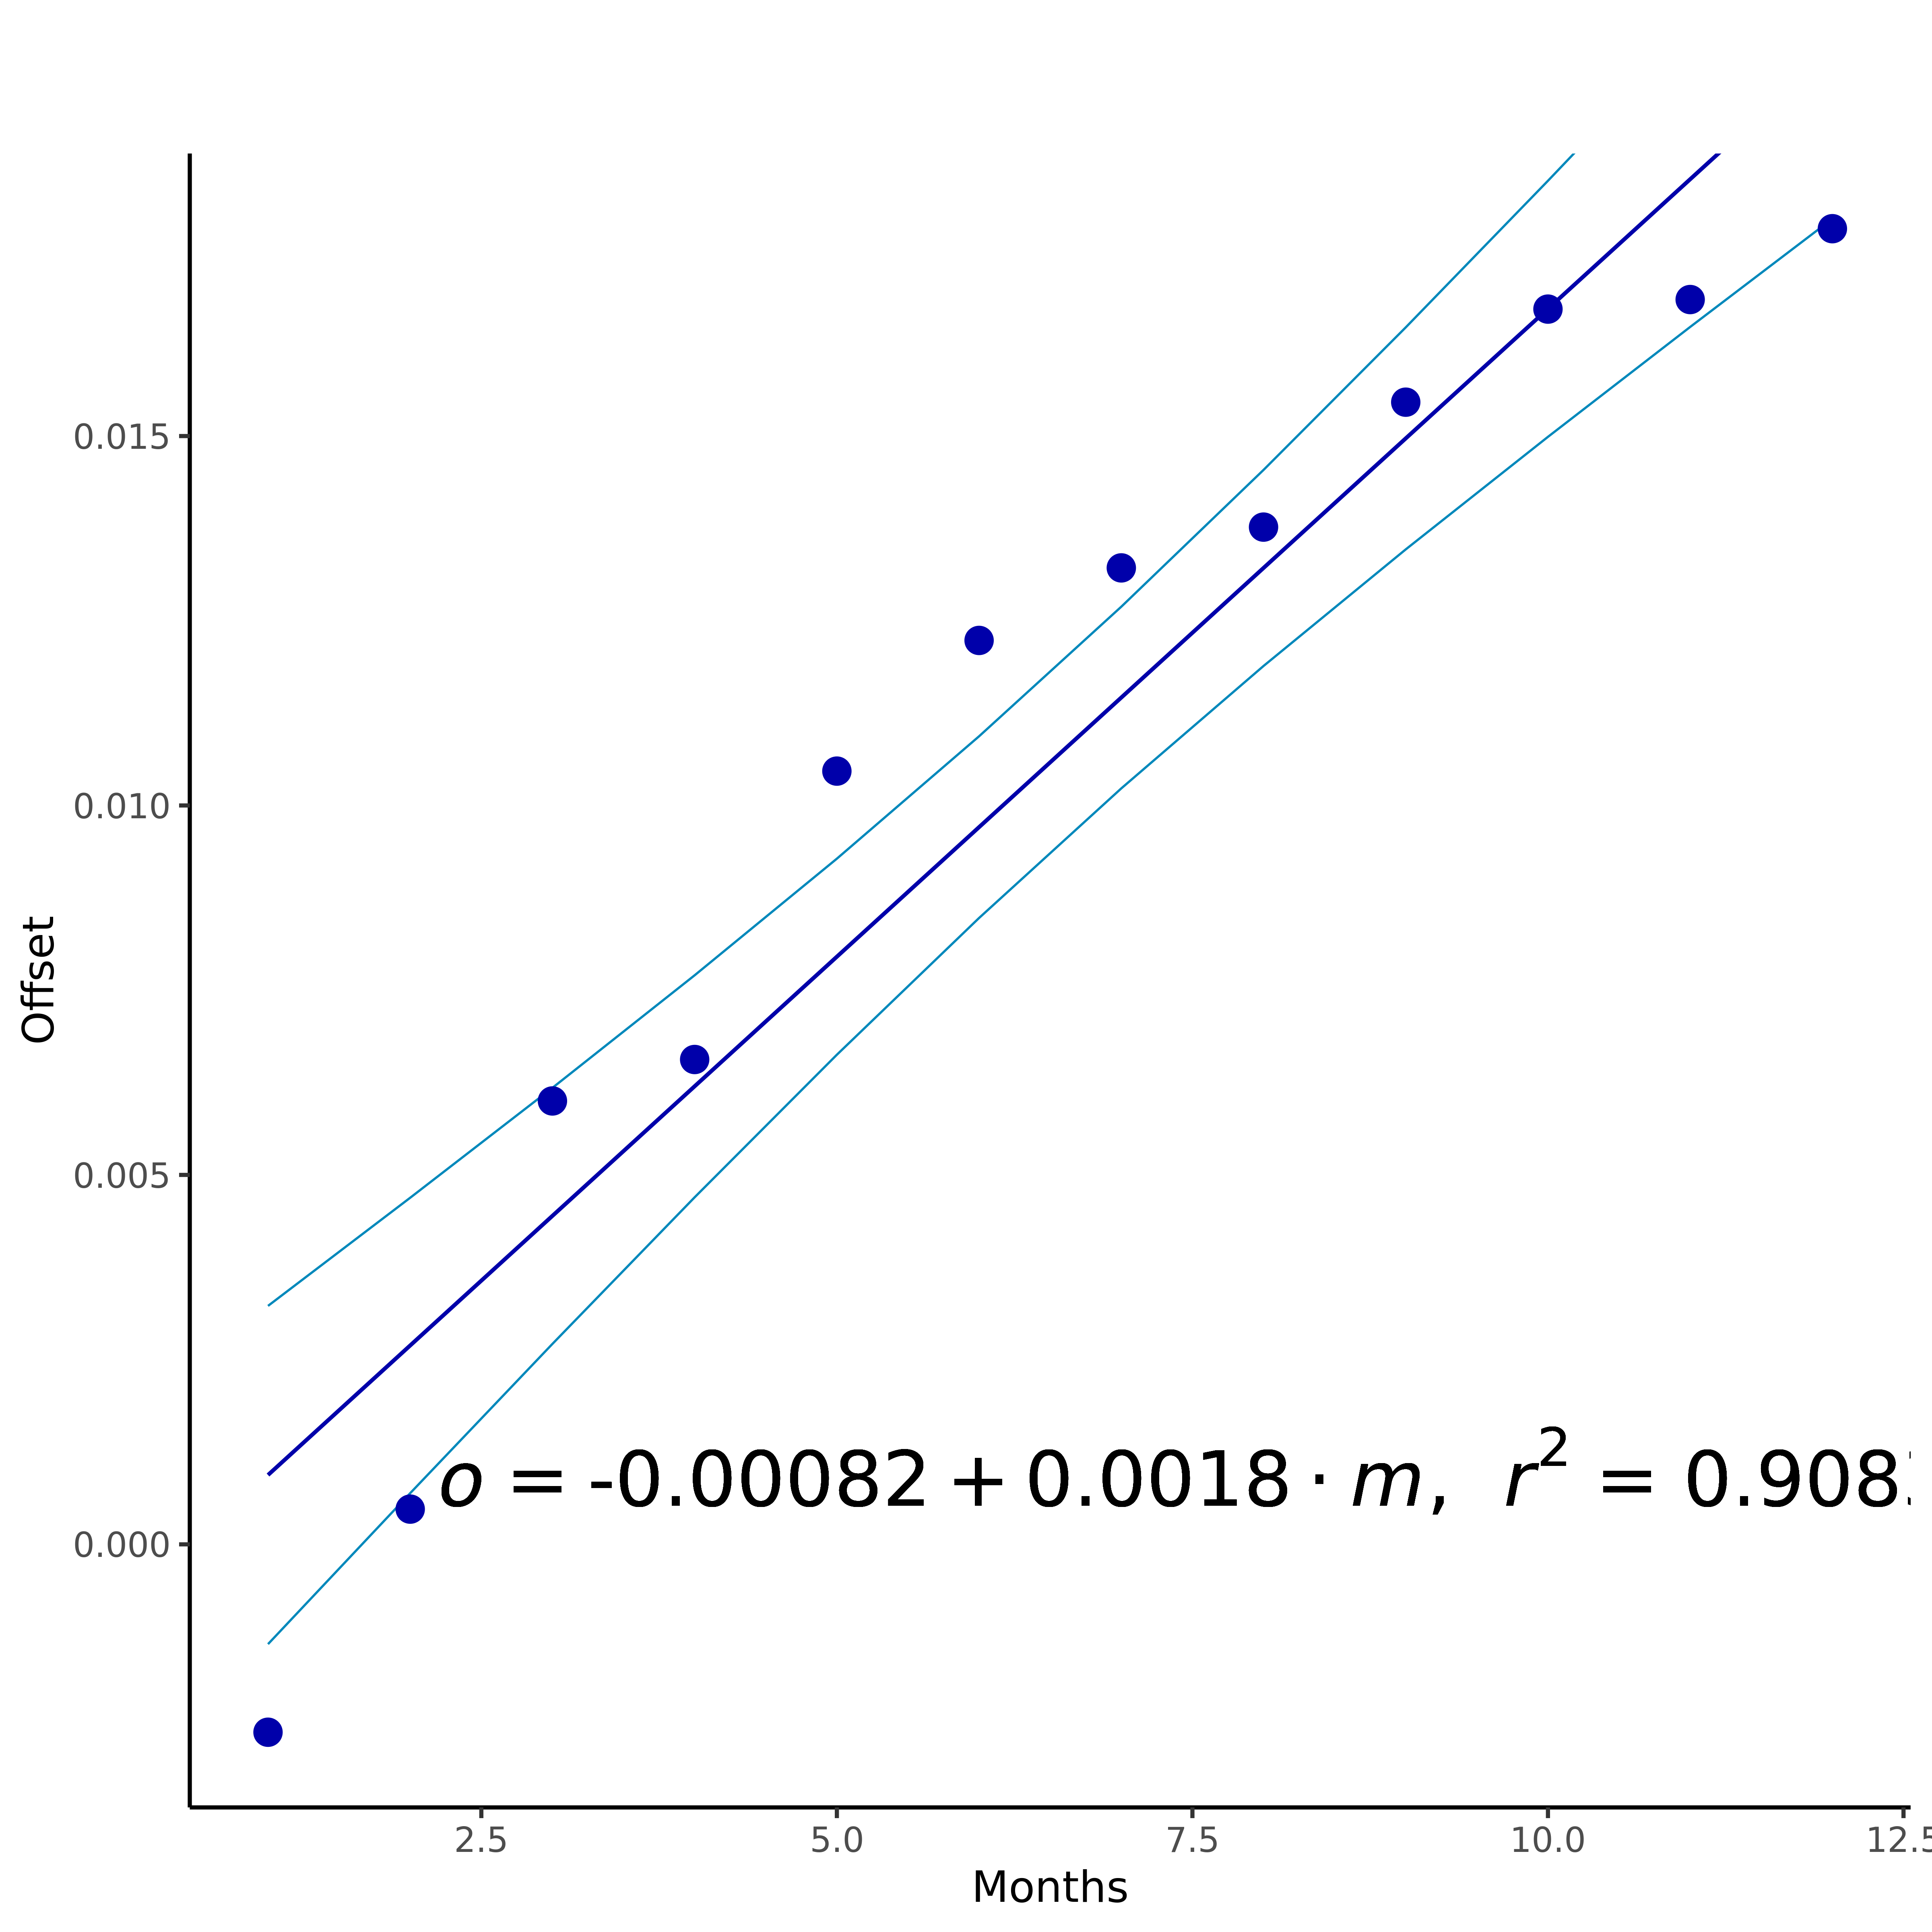 0.015
0.010
0.005
0.000
Offset
o = -0.00082 + 0.0018 · m, r² = 0.908
2.5 5.0 7.5 10.0 12.5
Months